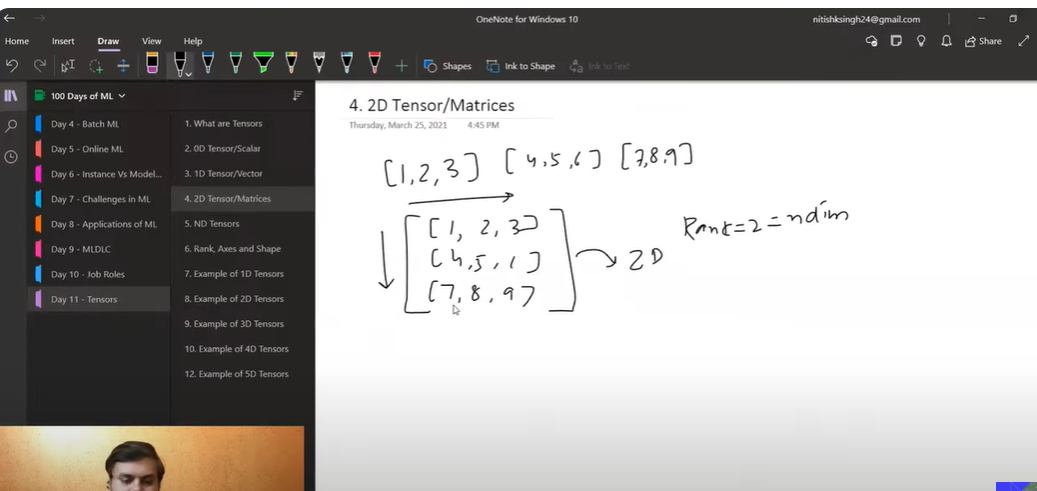 OneNote for Windows 10
nitishksingh24@gmail.com
Home Insert Draw View Help
Share
Shapes Ink to Shape Ink to Text
100 Days of ML
Day 4 - Batch ML
Day 5 - Online ML
Day 6 - Instance Vs Model...
Day 7 - Challenges in ML
Day 8 - Applications of ML
Day 9 - MLDLC
Day 10 - Job Roles
Day 11 - Tensors
1. What are Tensors
2. 0D Tensor/Scalar
3. 1D Tensor/Vector
4. 2D Tensor/Matrices
5. ND Tensors
6. Rank, Axes and Shape
7. Example of 1D Tensors
8. Example of 2D Tensors
9. Example of 3D Tensors
10. Example of 4D Tensors
12. Example of 5D Tensors
4. 2D Tensor/Matrices
Thursday, March 25, 2021 4:45 PM
[1,2,3] [4,5,6] [7,8,9]
[1, 2, 3]
[4,5,6]
[7,8,9]
2D
Rank=2=ndim